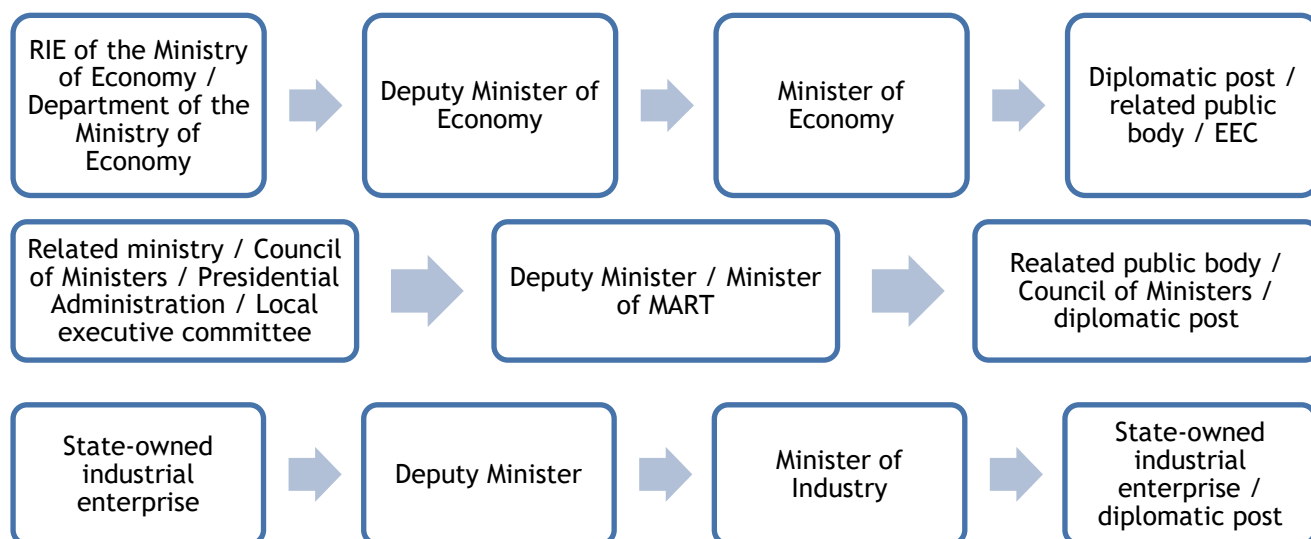 RIE of the Ministry
of Economy /
Department of the
Ministry of
Economy
Deputy Minister of
Economy
Minister of
Economy
Diplomatic post /
related public
body / EEC
Related ministry / Council
of Ministers / Presidential
Administration / Local
executive committee
Deputy Minister / Minister
of MART
Realated public body /
Council of Ministers /
diplomatic post
State-owned
industrial
enterprise
Deputy Minister
Minister of
Industry
State-owned
industrial
enterprise /
diplomatic post